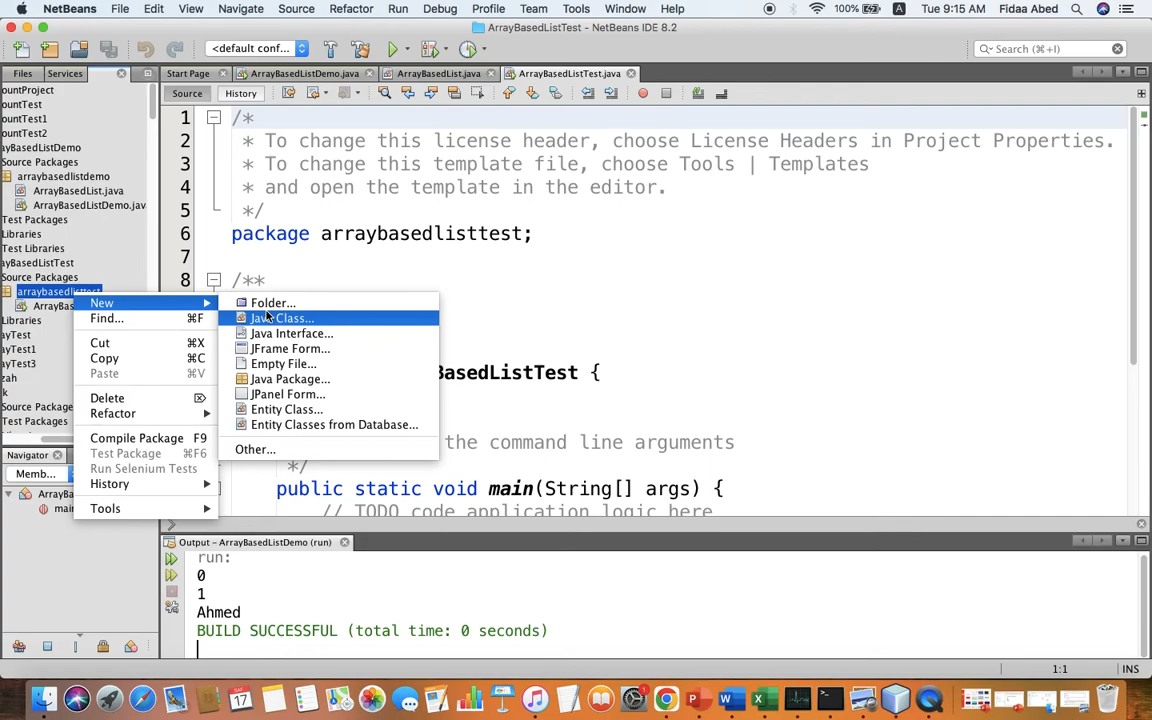 NetBeans File Edit View Navigate Source Refactor Run Debug Profile Team Tools Window Help 100% A Tue 9:15 AM Fidaa Abed
ArrayBasedListTest.java - NetBeans IDE 8.2
<default conf... Search (⌘+I)
Files Services Start Page ArrayBasedListDemo.java ArrayBasedList.java ArrayBasedListTest.java
Source History
ountProject
ountTest
ountTest1
ountTest2
ayBasedListDemo
Source Packages
arraybasedlistdemo
ArrayBasedList.java
ArrayBasedListDemo.jav
Test Packages
Libraries
Test Libraries
ayBasedListTest
Source Packages
arraybasedlisttest
ArrayBas
Libraries
ayTest
ayTest1
ayTest3
zah
k
Source Package
Test Packages
Libraries
Navigator
Memb...
ArrayBa
mai
New
Find... ⌘F
Cut ⌘X
Copy ⌘C
Paste ⌘V
Delete ⌦
Refactor
Compile Package F9
Test Package ⌘F6
Run Selenium Tests
History
Tools
Folder...
Java Class...
Java Interface...
JFrame Form...
Empty File...
Java Package...
JPanel Form...
Entity Class...
Entity Classes from Database...
Other...
1 /*
2 * To change this license header, choose License Headers in Project Properties.
3 * To change this template file, choose Tools | Templates
4 * and open the template in the editor.
5 */
6 package arraybasedlisttest;
7
8 /**
BasedListTest {
the command line arguments
*/
public static void main(String[] args) {
// TODO code application logic here
Output - ArrayBasedListDemo (run)
run:
0
1
Ahmed
BUILD SUCCESSFUL (total time: 0 seconds)
1:1 INS
17